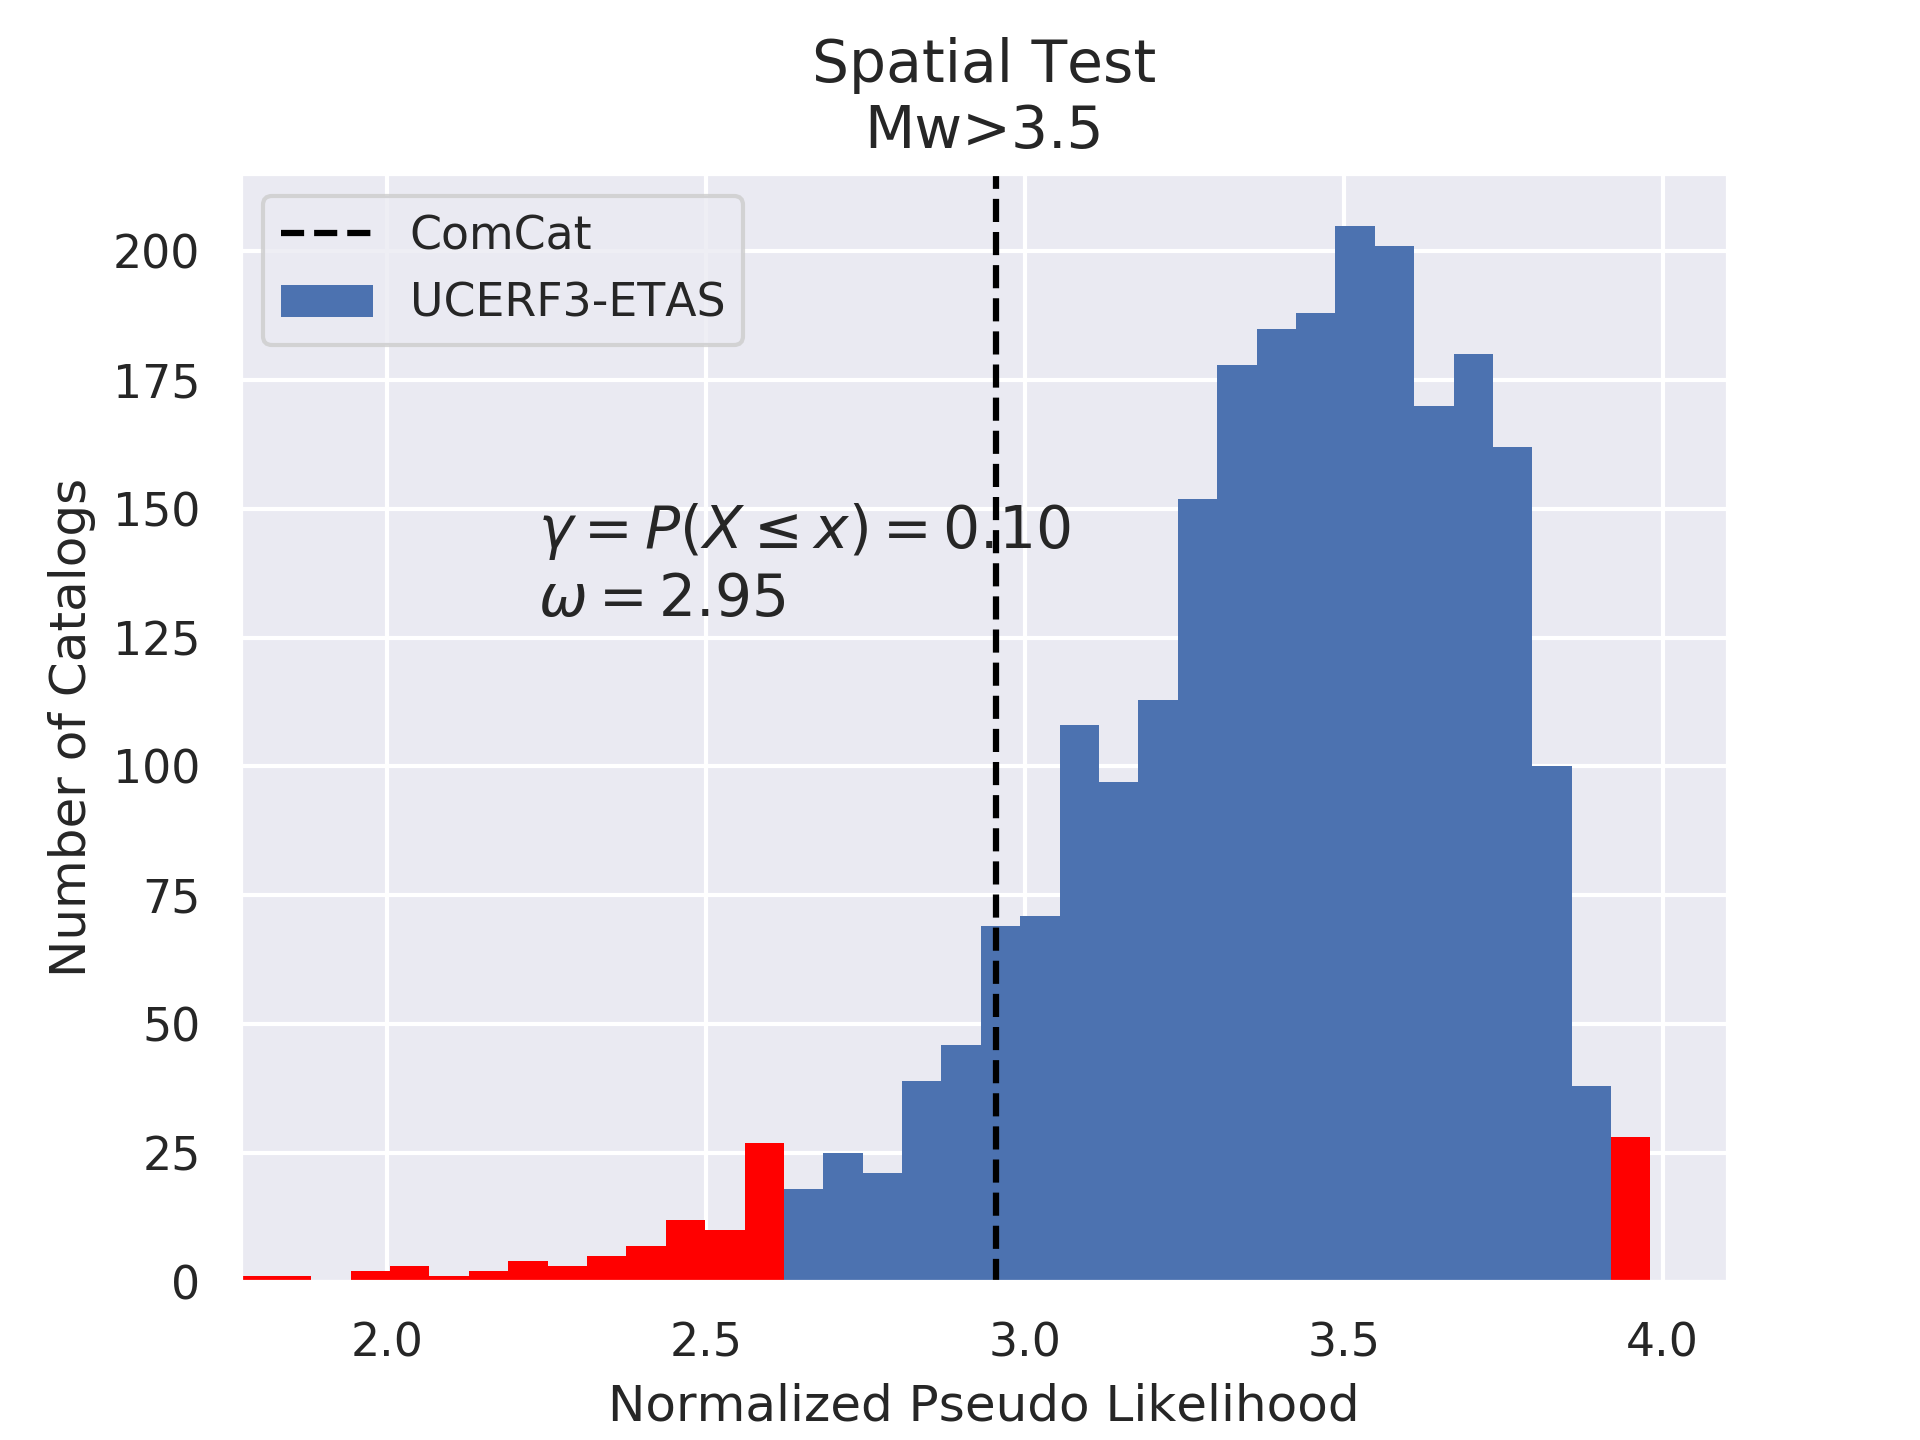 Spatial Test
Mw>3.5
ComCat
UCERF3-ETAS
γ = P(X ≤ x) = 0.10
ω = 2.95
Number of Catalogs
200
175
150
125
100
75
50
25
0
2.0 2.5 3.0 3.5 4.0
Normalized Pseudo Likelihood